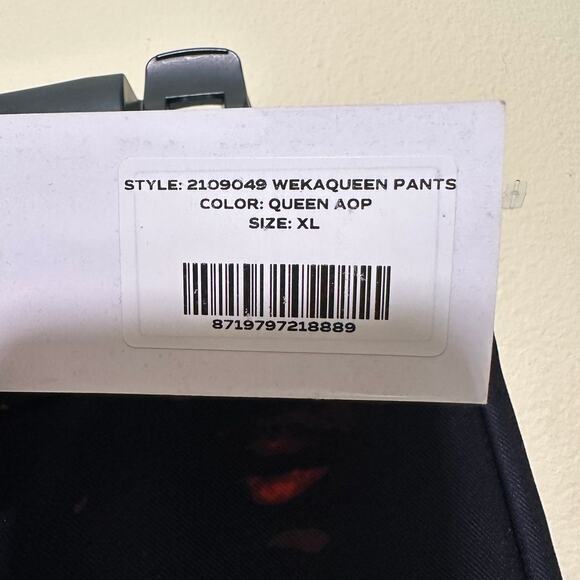 STYLE: 2109049 WEKAQUEEN PANTS
COLOR: QUEEN AOP
SIZE: XL
8719797218889